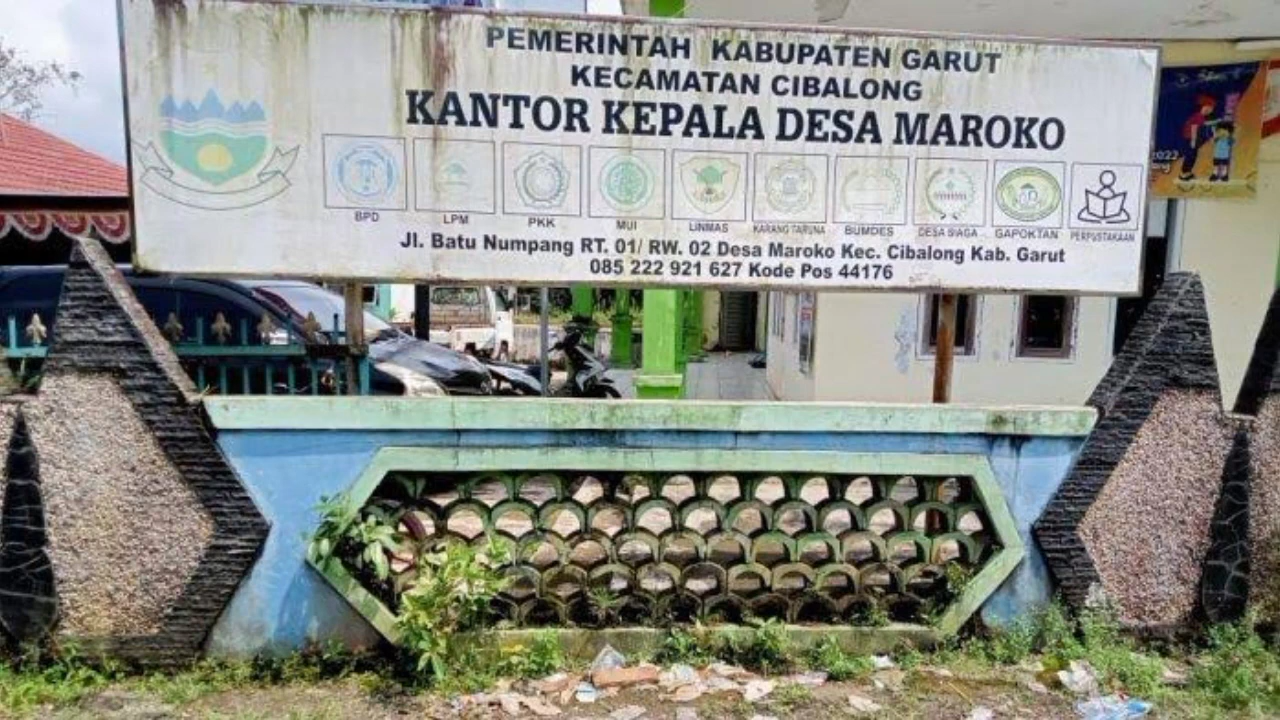 PEMERINTAH KABUPATEN GARUT
KECAMATAN CIBALONG
KANTOR KEPALA DESA MAROKO
BPD LPM PKK MUI LINMAS KARANG TARUNA BUMDES DESA SIAGA GAPOKTAN PERPUSTAKAAN
Jl. Batu Numpang RT. 01/ RW. 02 Desa Maroko Kec. Cibalong Kab. Garut
085 222 921 627 Kode Pos 44176
2022